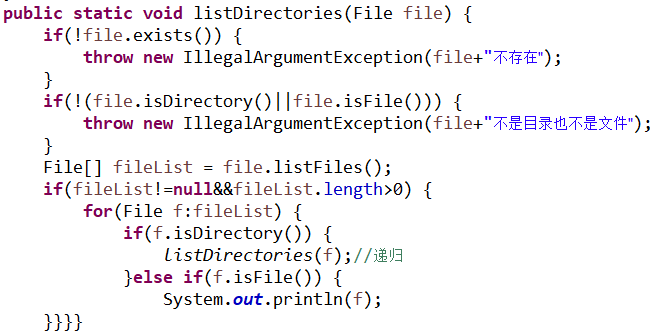 public static void listDirectories(File file) {
    if(!file.exists()) {
        throw new IllegalArgumentException(file+"不存在");
    }
    if(!(file.isDirectory()||file.isFile())) {
        throw new IllegalArgumentException(file+"不是目录也不是文件");
    }
    File[] fileList = file.listFiles();
    if(fileList!=null&&fileList.length>0) {
        for(File f:fileList) {
            if(f.isDirectory()) {
                listDirectories(f);//递归
            }else if(f.isFile()) {
                System.out.println(f);
    }}}}